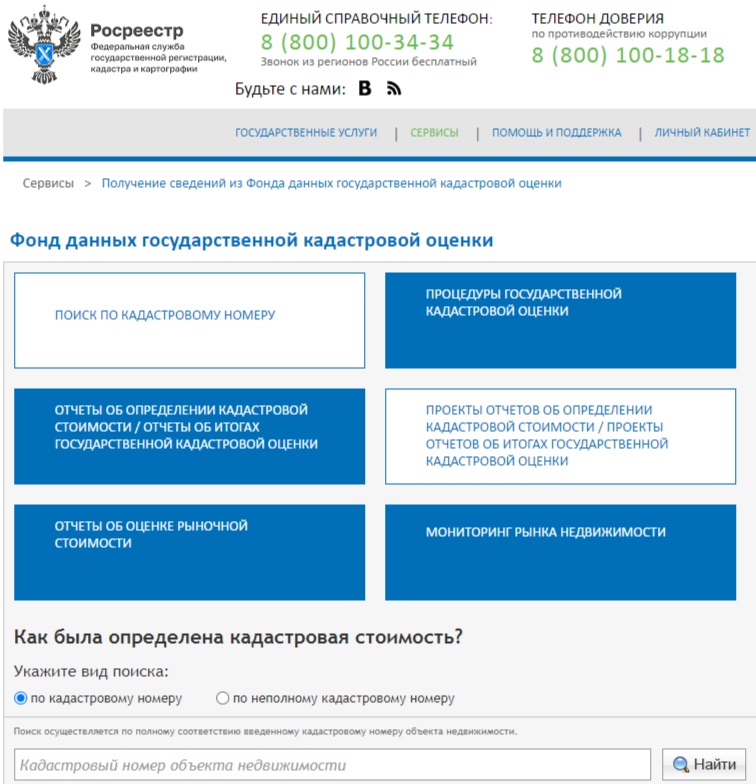 Росреестр
Федеральная служба
государственной регистрации,
кадастра и картографии
ЕДИНЫЙ СПРАВОЧНЫЙ ТЕЛЕФОН:
8 (800) 100-34-34
Звонок из регионов России бесплатный
ТЕЛЕФОН ДОВЕРИЯ
по противодействию коррупции
8 (800) 100-18-18
Будьте с нами: В
ГОСУДАРСТВЕННЫЕ УСЛУГИ | СЕРВИСЫ | ПОМОЩЬ И ПОДДЕРЖКА | ЛИЧНЫЙ КАБИНЕТ
Сервисы > Получение сведений из Фонда данных государственной кадастровой оценки
Фонд данных государственной кадастровой оценки
ПОИСК ПО КАДАСТРОВОМУ НОМЕРУ
ПРОЦЕДУРЫ ГОСУДАРСТВЕННОЙ
КАДАСТРОВОЙ ОЦЕНКИ
ОТЧЕТЫ ОБ ОПРЕДЕЛЕНИИ КАДАСТРОВОЙ
СТОИМОСТИ / ОТЧЕТЫ ОБ ИТОГАХ
ГОСУДАРСТВЕННОЙ КАДАСТРОВОЙ ОЦЕНКИ
ПРОЕКТЫ ОТЧЕТОВ ОБ ОПРЕДЕЛЕНИИ
КАДАСТРОВОЙ СТОИМОСТИ / ПРОЕКТЫ
ОТЧЕТОВ ОБ ИТОГАХ ГОСУДАРСТВЕННОЙ
КАДАСТРОВОЙ ОЦЕНКИ
ОТЧЕТЫ ОБ ОЦЕНКЕ РЫНОЧНОЙ
СТОИМОСТИ
МОНИТОРИНГ РЫНКА НЕДВИЖИМОСТИ
Как была определена кадастровая стоимость?
Укажите вид поиска:
по кадастровому номеру по неполному кадастровому номеру
Поиск осуществляется по полному соответствию введенному кадастровому номеру объекта недвижимости.
Кадастровый номер объекта недвижимости
Найти